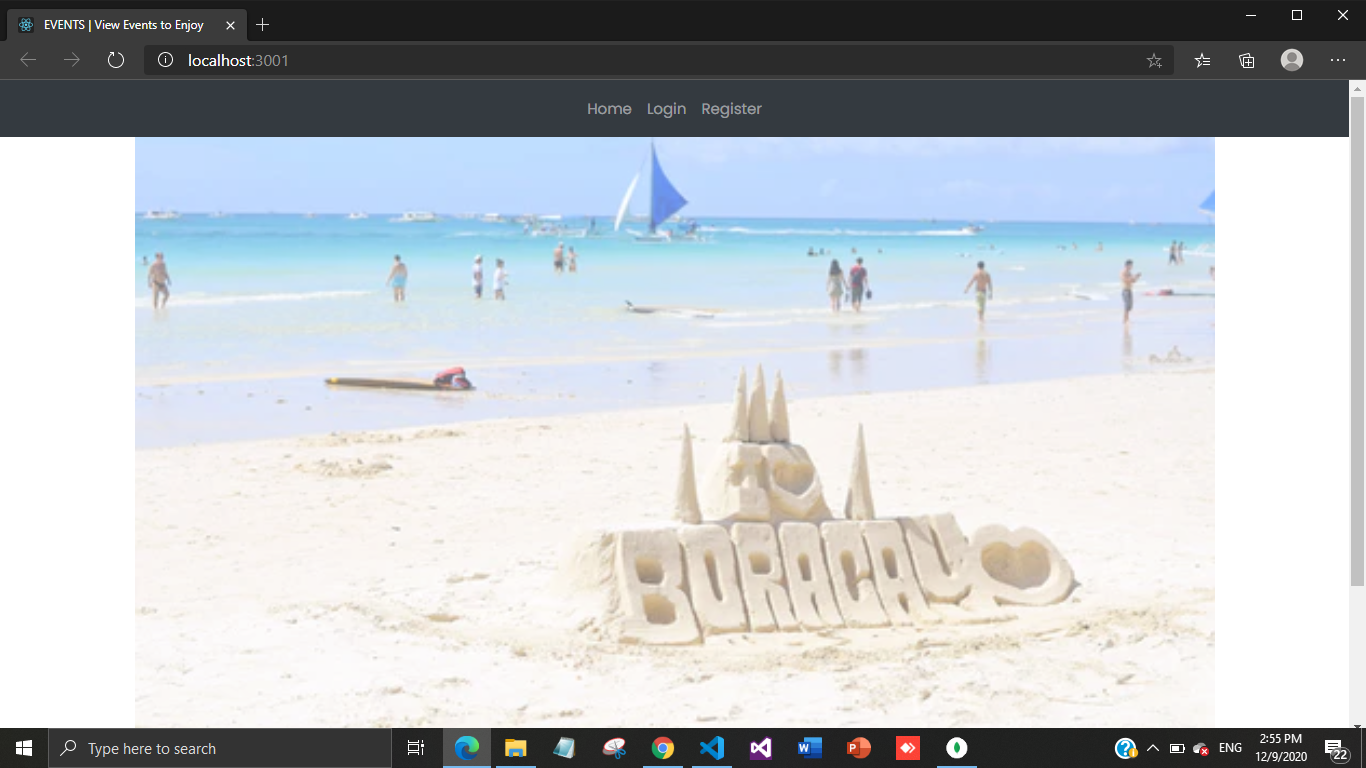 EVENTS | View Events to Enjoy
localhost:3001
Home Login Register
I
BORACAY
Type here to search
ENG
2:55 PM
12/9/2020
22